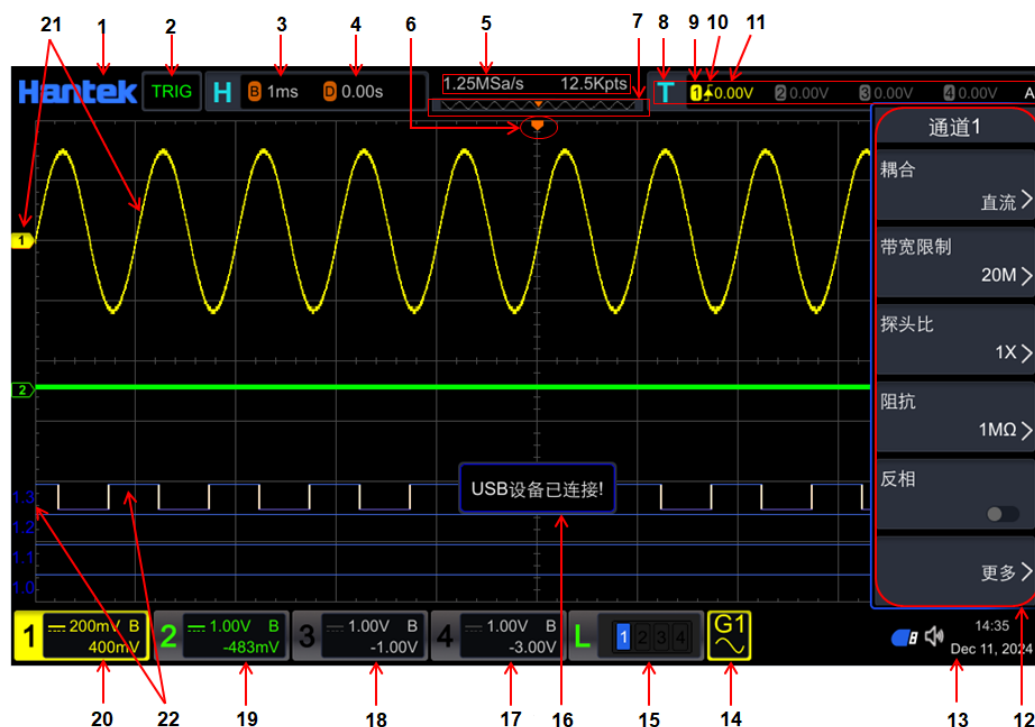 21 1 2 3 4 5 6 7 8 9 10 11
Hantek TRIG H B 1ms D 0.00s 1.25MSa/s 12.5Kpts T 1 0.00V 2 0.00V 3 0.00V 4 0.00V A
通道1
耦合
直流
带宽限制
20M
探头比
1X
阻抗
1MΩ
反相
更多
1
2
1.3
1.2
1.1
1.0
USB设备已连接!
1 200mV B
400mV
2 1.00V B
-483mV
3 1.00V B
-1.00V
4 1.00V B
-3.00V
L 1 2 3 4
G1
14:35
Dec 11, 2024
20 22 19 18 17 16 15 14 13 12